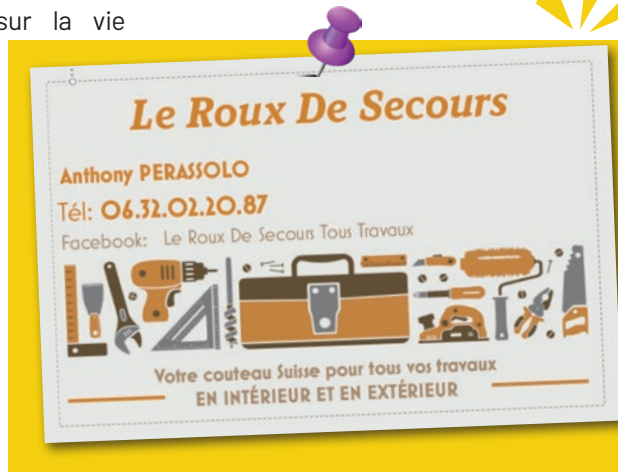 sur la vie
Le Roux De Secours
Anthony PERASSOLO
Tél: 06.32.02.20.87
Facebook: Le Roux De Secours Tous Travaux
Votre couteau Suisse pour tous vos travaux
EN INTÉRIEUR ET EN EXTÉRIEUR